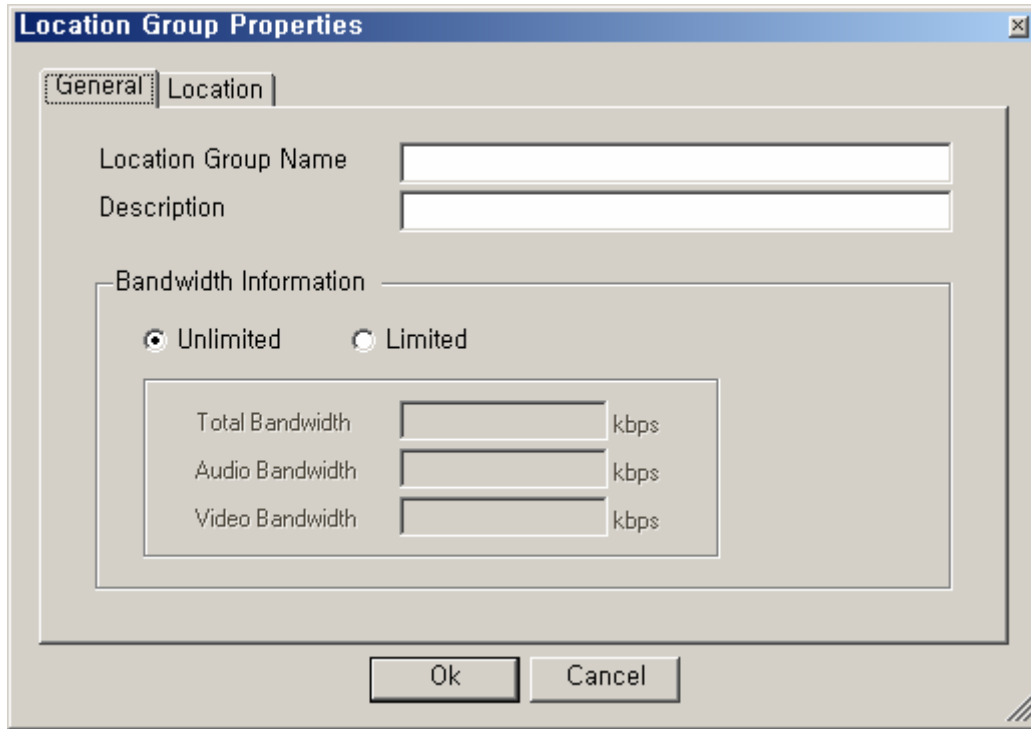 Location Group Properties
General Location
Location Group Name
Description
Bandwidth Information
Unlimited Limited
Total Bandwidth kbps
Audio Bandwidth kbps
Video Bandwidth kbps
Ok Cancel